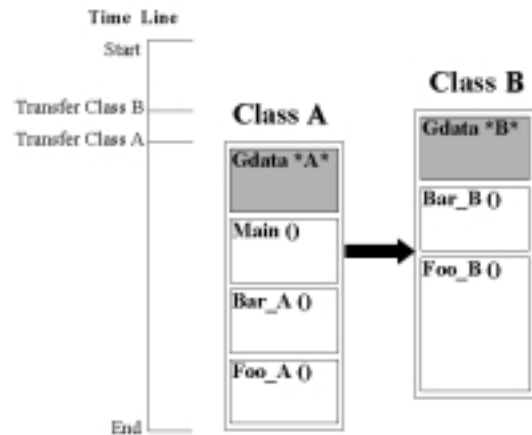 Time Line
Start
Transfer Class B
Transfer Class A
End
Class A
Gdata *A*
Main ()
Bar_A ()
Foo_A ()
Class B
Gdata *B*
Bar_B ()
Foo_B ()